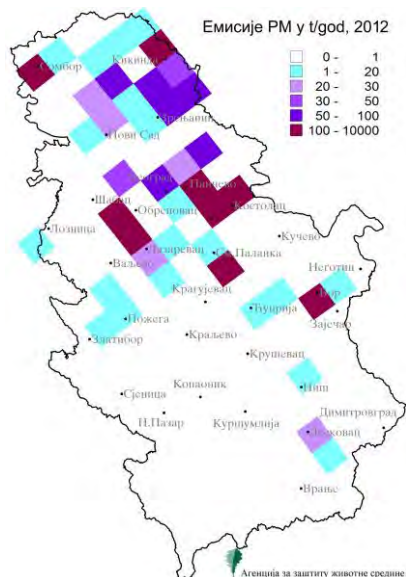 Емисије PM у t/god, 2012
0 - 1
1 - 20
20 - 30
30 - 50
50 - 100
100 - 10000
Сомбор
Кикинда
Зрењанин
Нови Сад
Београд
Панчево
Шабац
Обреновац
Костолац
Лозница
Кучево
Лазаревац
См.Паланка
Ваљево
Неготин
Крагујевац
Бор
Ћуприја
Зајечар
Пожега
Златибор
Краљево
Крушевац
Ниш
Сјеница
Копаоник
Димитровград
Н.Пазар
Куршумлија
Лесковац
Врање
Агенција за заштиту животне средине